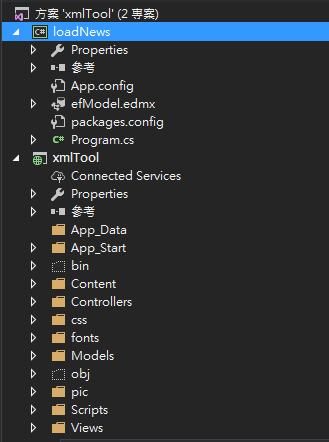 方案 'xmlTool' (2 專案)
C# loadNews
Properties
參考
App.config
efModel.edmx
packages.config
C# Program.cs
xmlTool
Connected Services
Properties
參考
App_Data
App_Start
bin
Content
Controllers
css
fonts
Models
obj
pic
Scripts
Views